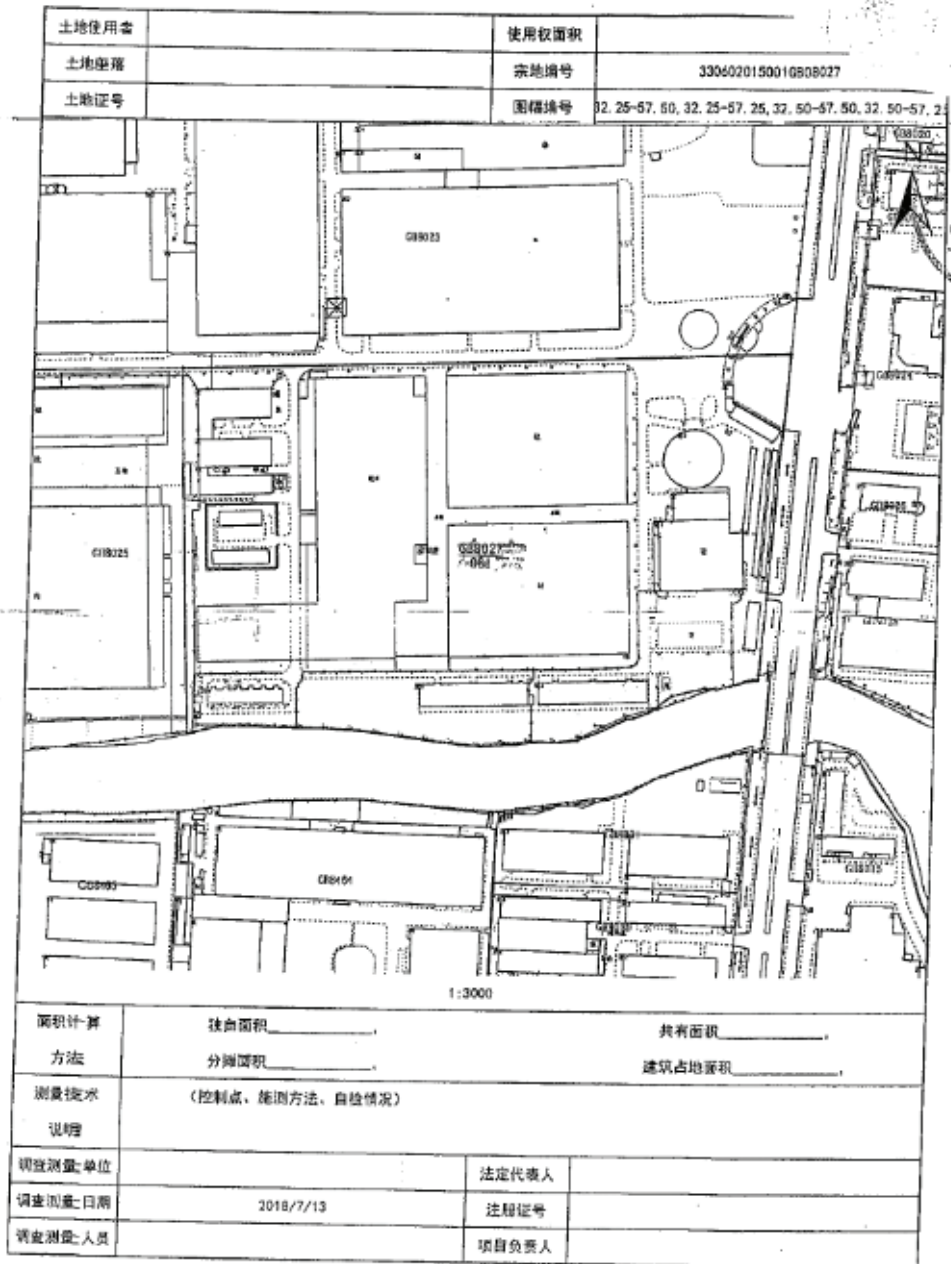 土地使用者 使用权面积
土地座落 宗地编号 330602015001GB08027
土地证号 图幅编号 32.25-57.50, 32.25-57.25, 32.50-57.50, 32.50-57.2
GB8020
GB8023
GB8024
GB8025
GB8027
GB8161
1:3000
面积计算方法
独自面积 共有面积
分摊面积 建筑占地面积
测量技术说明
(控制点、施测方法、自检情况)
调查测量单位 法定代表人
调查测量日期 2018/7/13 注册证号
调查测量人员 项目负责人